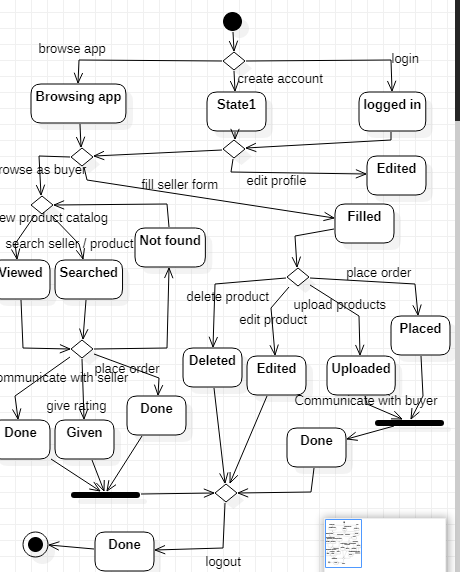 browse app
login
create account
Browsing app
State1
logged in
rowse as buyer
Edited
edit profile
fill seller form
ew product catalog
Filled
search seller / product
Not found
Viewed
Searched
place order
delete product
upload products
edit product
Placed
Deleted
Edited
Uploaded
place order
ommunicate with seller
give rating
Communicate with buyer
Done
Given
Done
Done
Done
logout